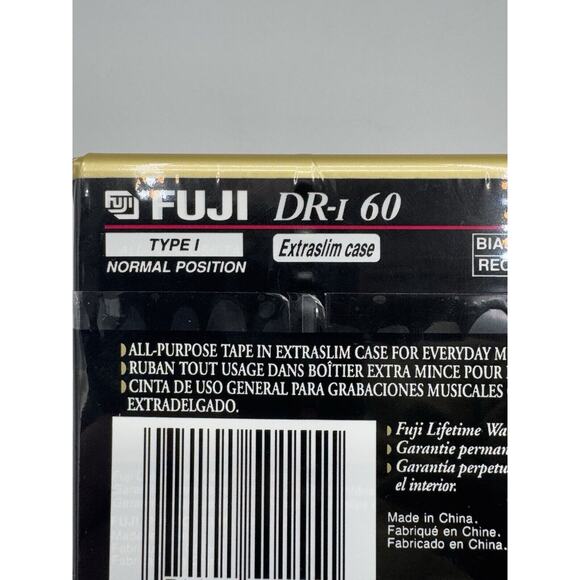 FUJI FUJI DR-I 60
TYPE I Extraslim case
NORMAL POSITION
◗ALL-PURPOSE TAPE IN EXTRASLIM CASE FOR EVERYDAY
◗RUBAN TOUT USAGE DANS BOÎTIER EXTRA MINCE POUR
◗CINTA DE USO GENERAL PARA GRABACIONES MUSICALES
EXTRADELGADO.
◗Fuji Lifetime
◗Garantie
◗Garantía
el interior.
Made in China.
Fabriqué en Chine.
Fabricado en China.